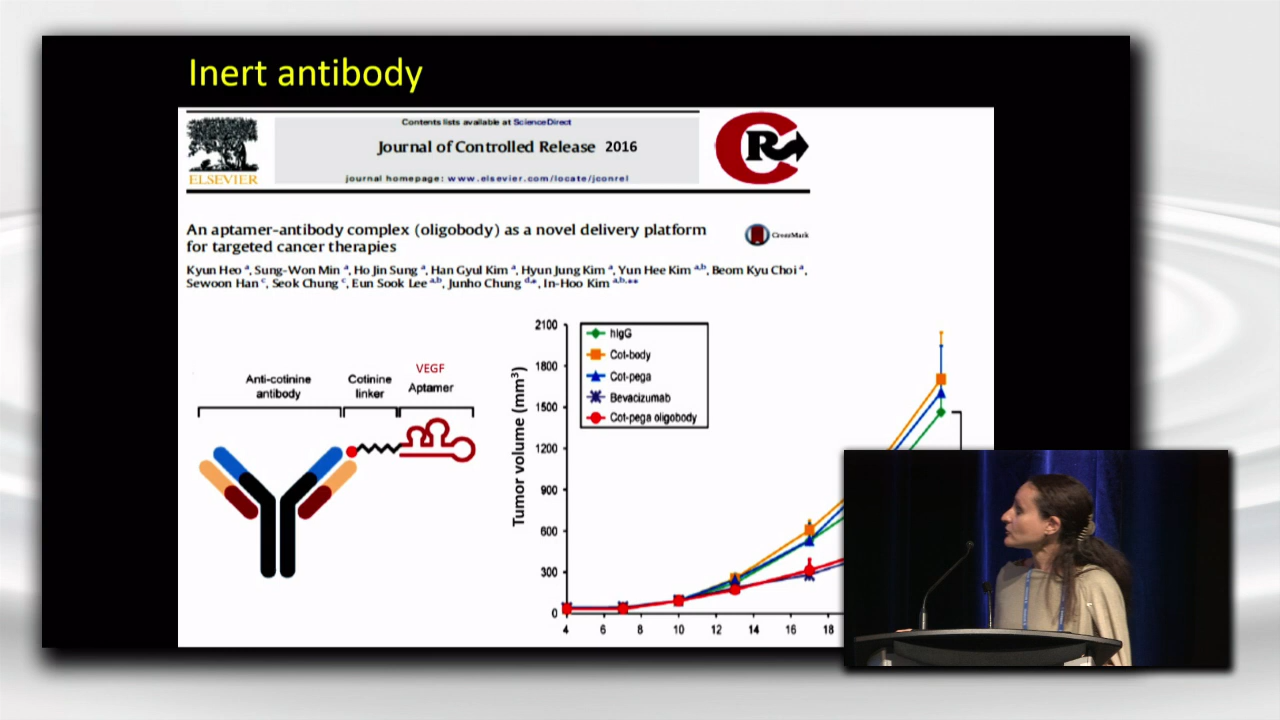 Inert antibody
Contents lists available at ScienceDirect
Journal of Controlled Release 2016
journal homepage: www.elsevier.com/locate/jconrel
ELSEVIER
CR
An aptamer-antibody complex (oligobody) as a novel delivery platform
for targeted cancer therapies
CrossMark
Kyun Heo a, Sung-Won Min a, Ho Jin Sung a, Han Gyul Kim a, Hyun Jung Kim a, Yun Hee Kim a,b, Beom Kyu Choi a,
Sewoon Han c, Seok Chung c, Eun Sook Lee a,b, Junho Chung d,*, In-Hoo Kim a,b,**
VEGF
Anti-cotinine
antibody
Cotinine
linker
Aptamer
Tumor volume (mm3)
2100
1800
1500
1200
900
600
300
0
hIgG
Cot-body
Cot-pega
Bevacizumab
Cot-pega oligobody
4 6 8 10 12 14 16 18